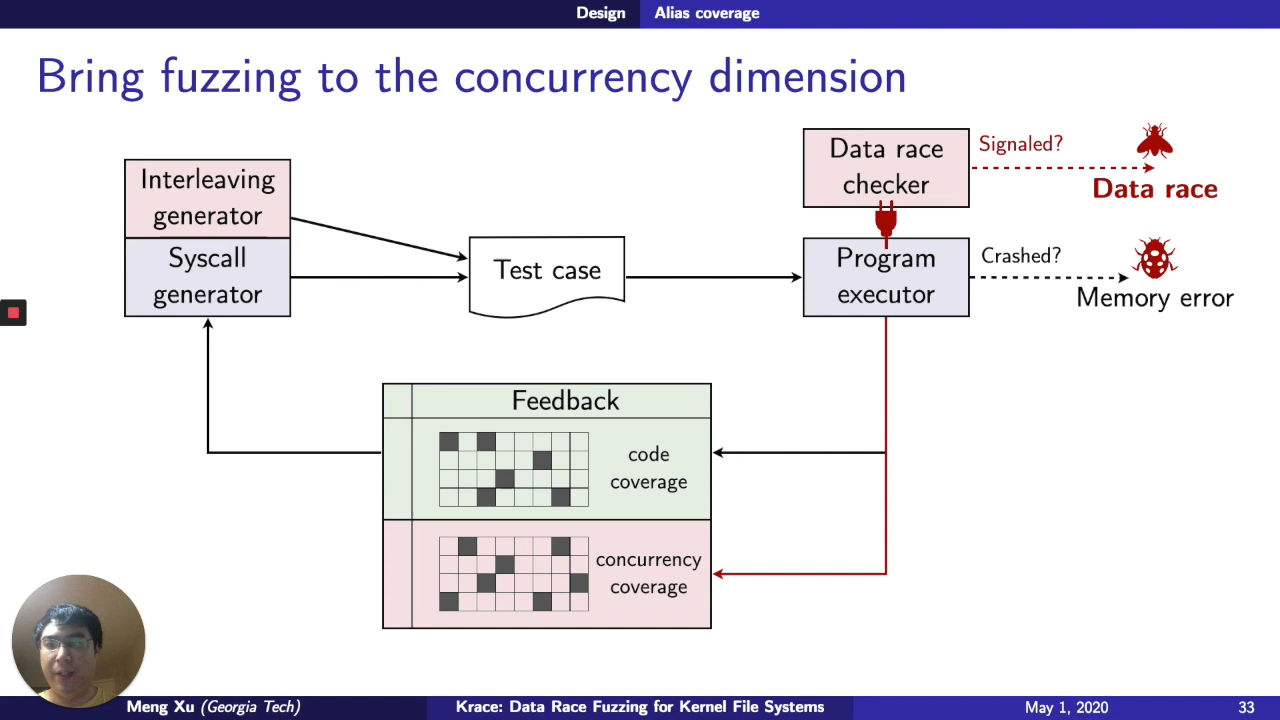 Design Alias coverage
Bring fuzzing to the concurrency dimension
Interleaving
generator
Syscall
generator
Test case
Data race
checker
Signaled?
Data race
Program
executor
Crashed?
Memory error
Feedback
code
coverage
concurrency
coverage
Meng Xu (Georgia Tech) Krace: Data Race Fuzzing for Kernel File Systems May 1, 2020 33